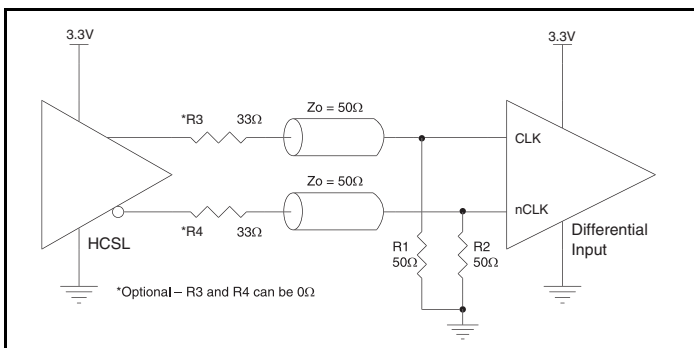 3.3V
3.3V
*R3 33Ω
Zo = 50Ω
CLK
Zo = 50Ω
nCLK
HCSL
*R4 33Ω
R1
50Ω
R2
50Ω
Differential
Input
*Optional – R3 and R4 can be 0Ω